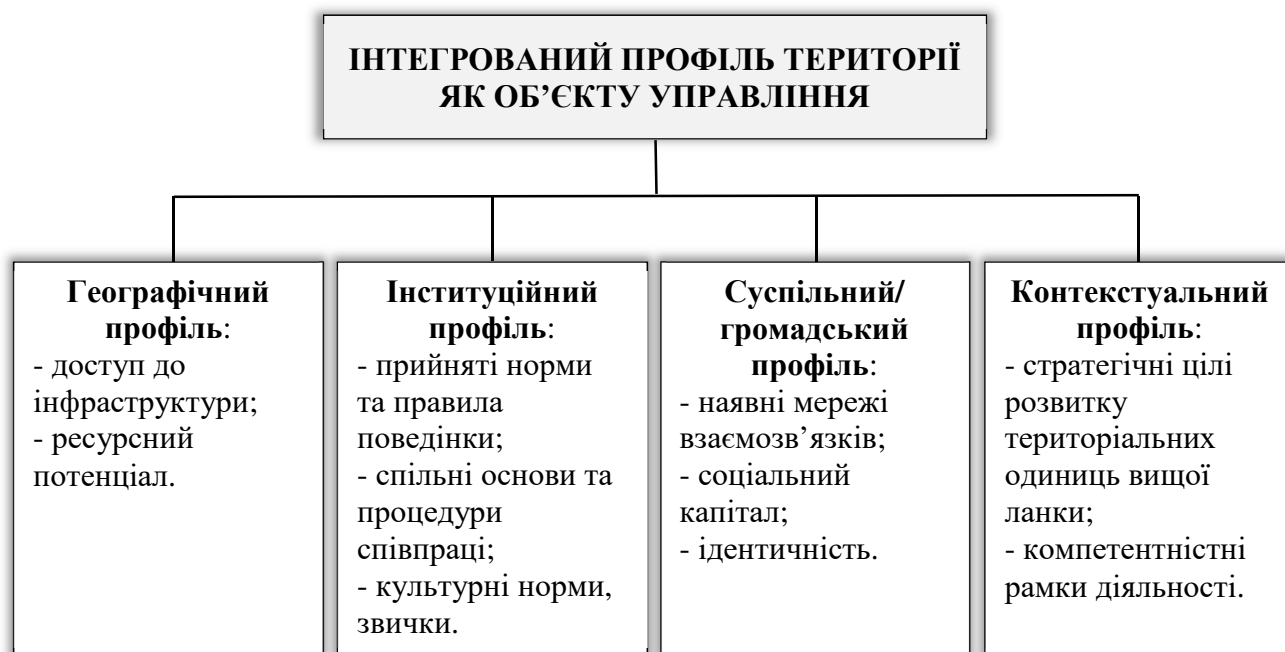 ІНТЕГРОВАНИЙ ПРОФІЛЬ ТЕРИТОРІЇ
ЯК ОБ’ЄКТУ УПРАВЛІННЯ
Географічний
профіль:
- доступ до
інфраструктури;
- ресурсний
потенціал.
Інституційний
профіль:
- прийняті норми
та правила
поведінки;
- спільні основи та
процедури
співпраці;
- культурні норми,
звички.
Суспільний/
громадський
профіль:
- наявні мережі
взаємозв’язків;
- соціальний
капітал;
- ідентичність.
Контекстуальний
профіль:
- стратегічні цілі
розвитку
територіальних
одиниць вищої
ланки;
- компетентністні
рамки діяльності.